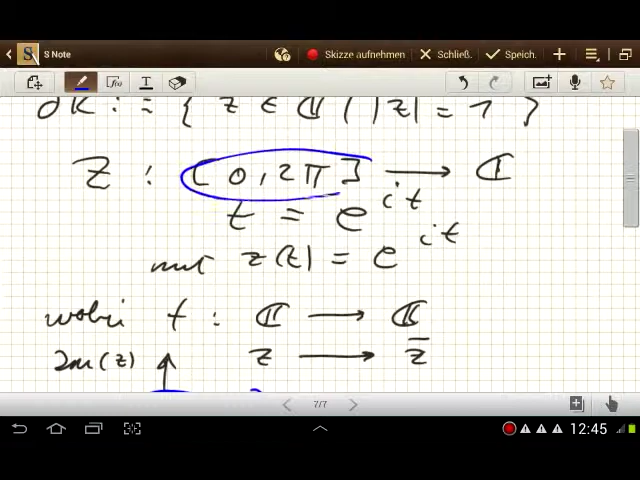 S Note
Skizze aufnehmen
Schließ.
Speich.
∂K : = { z ∈ ℂ | |z| = 1 }
Z : [0, 2π] ⟶ ℂ
t = e^{it}
mit z(t) = e^{it}
wobei f : ℂ ⟶ ℂ
Im(z) ↑ z ⟶ z̄
7/7
12:45